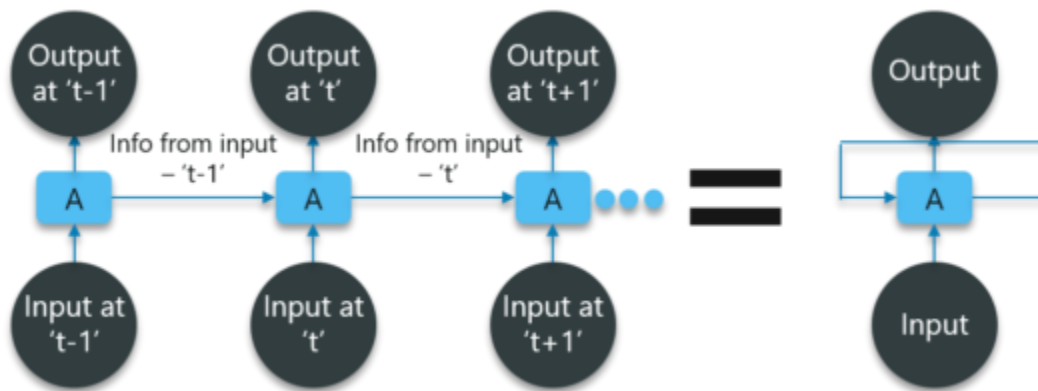 Output
at ‘t-1’
Output
at ‘t’
Output
at ‘t+1’
Output
Info from input
– ‘t-1’
Info from input
– ‘t’
A
A
A
A
Input at
‘t-1’
Input at
‘t’
Input at
‘t+1’
Input